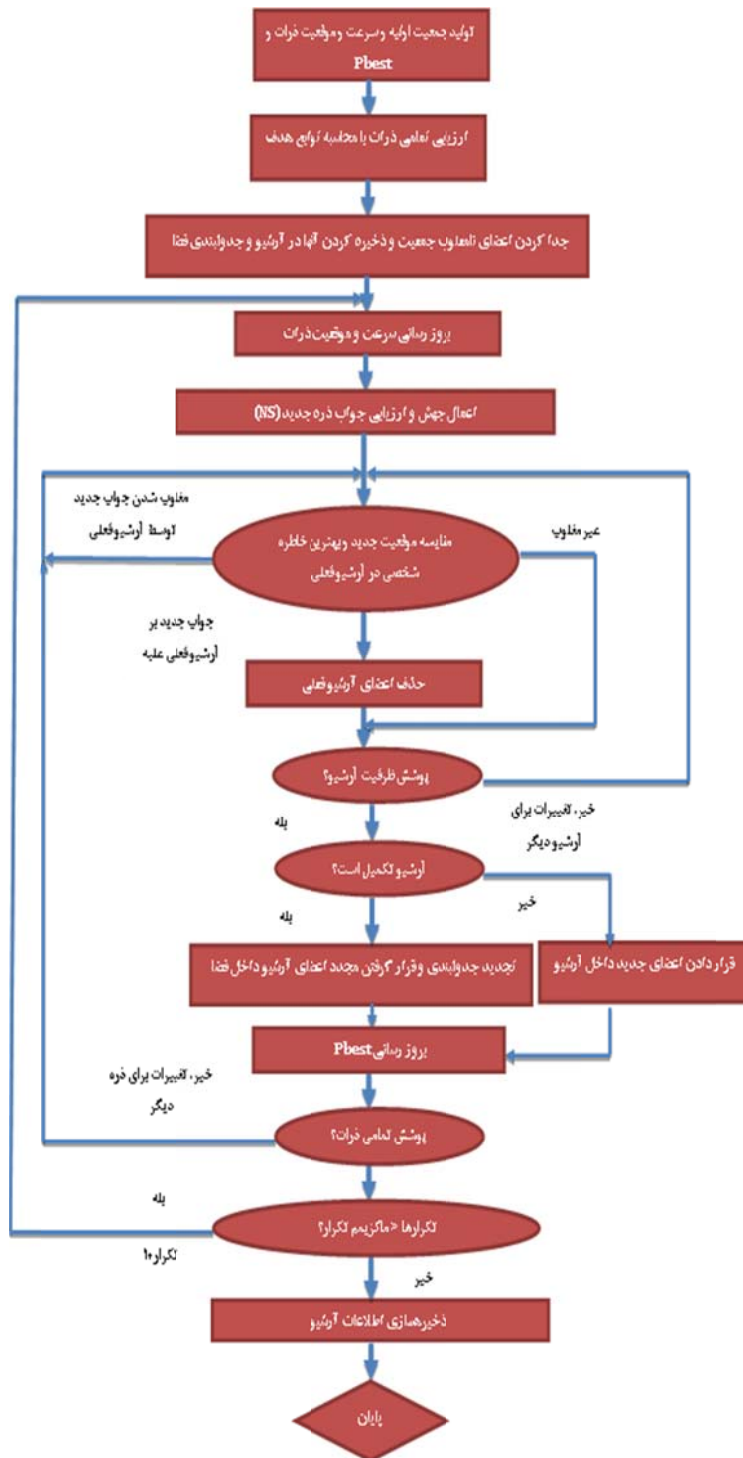 تولید جمعیت اولیه و سرعت و موقعیت ذرات و
Pbest
ارزیابی تمامی ذرات با محاسبه توابع هدف
جدا کردن اعضای نامغلوب جمعیت و ذخیره کردن آنها در آرشیو و جدولبندی فضا
بروز رسانی سرعت و موقعیت ذرات
اعمال جهش و ارزیابی جواب ذره جدید (NS)
مغلوب شدن جواب جدید
توسط آرشیو فعلی
مقایسه موقعیت جدید و بهترین خاطره
شخصی در آرشیو فعلی
غیر مغلوب
جواب جدید بر
آرشیو فعلی غلبه
حذف اعضای آرشیو فعلی
پوشش ظرفیت آرشیو؟
بله
خیر، تغییرات برای
آرشیو دیگر
آرشیو تکمیل است؟
بله
خیر
تجدید جدولبندی و قرار گرفتن مجدد اعضای آرشیو داخل فضا
قرار دادن اعضای جدید داخل آرشیو
بروز رسانی Pbest
خیر، تغییرات برای ذره
دیگر
پوشش تمامی ذرات؟
بله
تکرارها < ماکزیمم تکرار؟
تکرار+1
خیر
ذخیرهسازی اطلاعات آرشیو
پایان